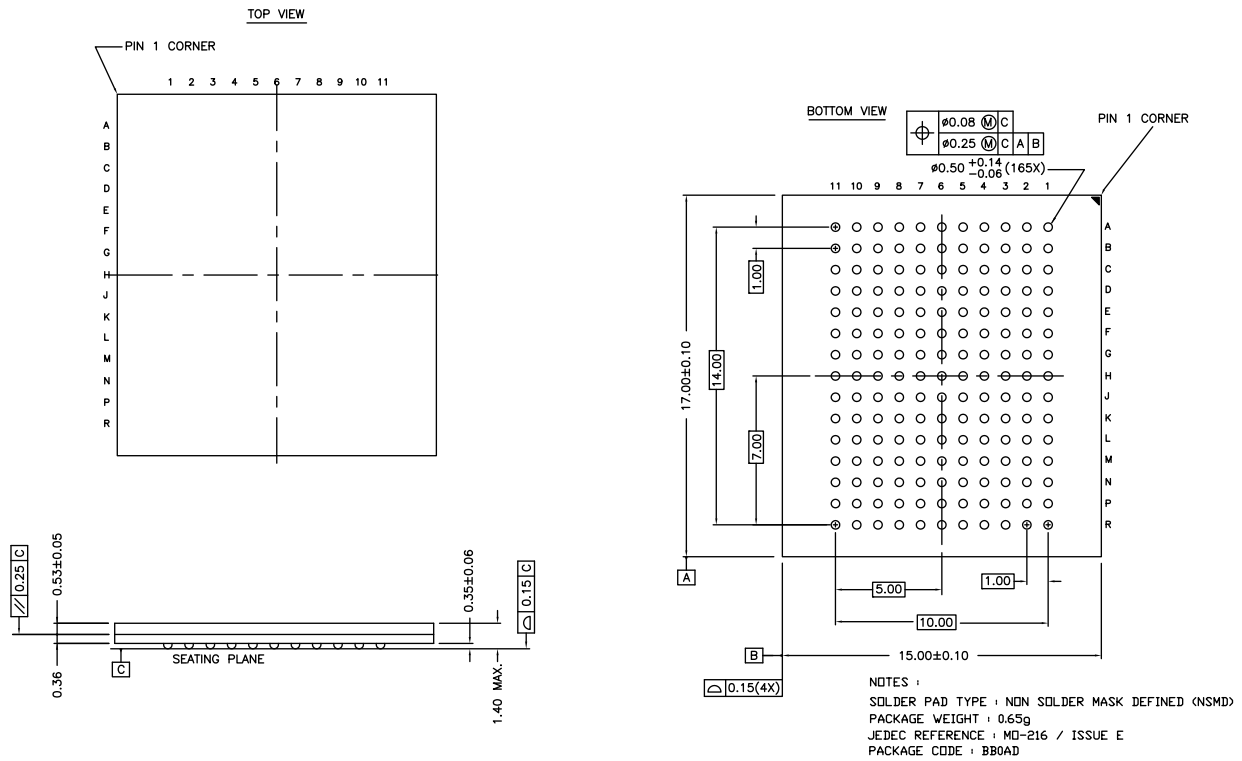 TOP VIEW
PIN 1 CORNER
1 2 3 4 5 6 7 8 9 10 11
A
B
C
D
E
F
G
H
J
K
L
M
N
P
R
BOTTOM VIEW
ø0.08 Ⓜ C
ø0.25 Ⓜ C A B
PIN 1 CORNER
ø0.50 +0.14 -0.06 (165X)
11 10 9 8 7 6 5 4 3 2 1
A
B
C
D
E
F
G
H
J
K
L
M
N
P
R
1.00
14.00
17.00±0.10
7.00
A
1.00
5.00
10.00
B
15.00±0.10
0.15(4X)
// 0.25 C
0.53±0.05
0.36
C
SEATING PLANE
0.35±0.06
0.15 C
1.40 MAX.
NOTES :
SOLDER PAD TYPE : NON SOLDER MASK DEFINED (NSMD)
PACKAGE WEIGHT : 0.65g
JEDEC REFERENCE : MO-216 / ISSUE E
PACKAGE CODE : BB0AD